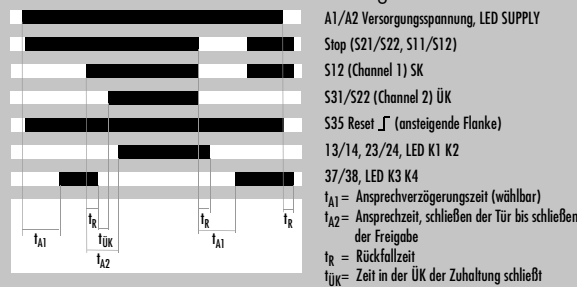 A1/A2 Versorgungsspannung, LED SUPPLY
Stop (S21/S22, S11/S12)
S12 (Channel 1) SK
S31/S22 (Channel 2) ÜK
S35 Reset (ansteigende Flanke)
13/14, 23/24, LED K1 K2
37/38, LED K3 K4
tA1= Ansprechverzögerungszeit (wählbar)
tA2= Ansprechzeit, schließen der Tür bis schließen
der Freigabe
tR = Rückfallzeit
tÜK= Zeit in der ÜK der Zuhaltung schließt
tR
tR
tR
tA1
tÜK
tA1
tA2